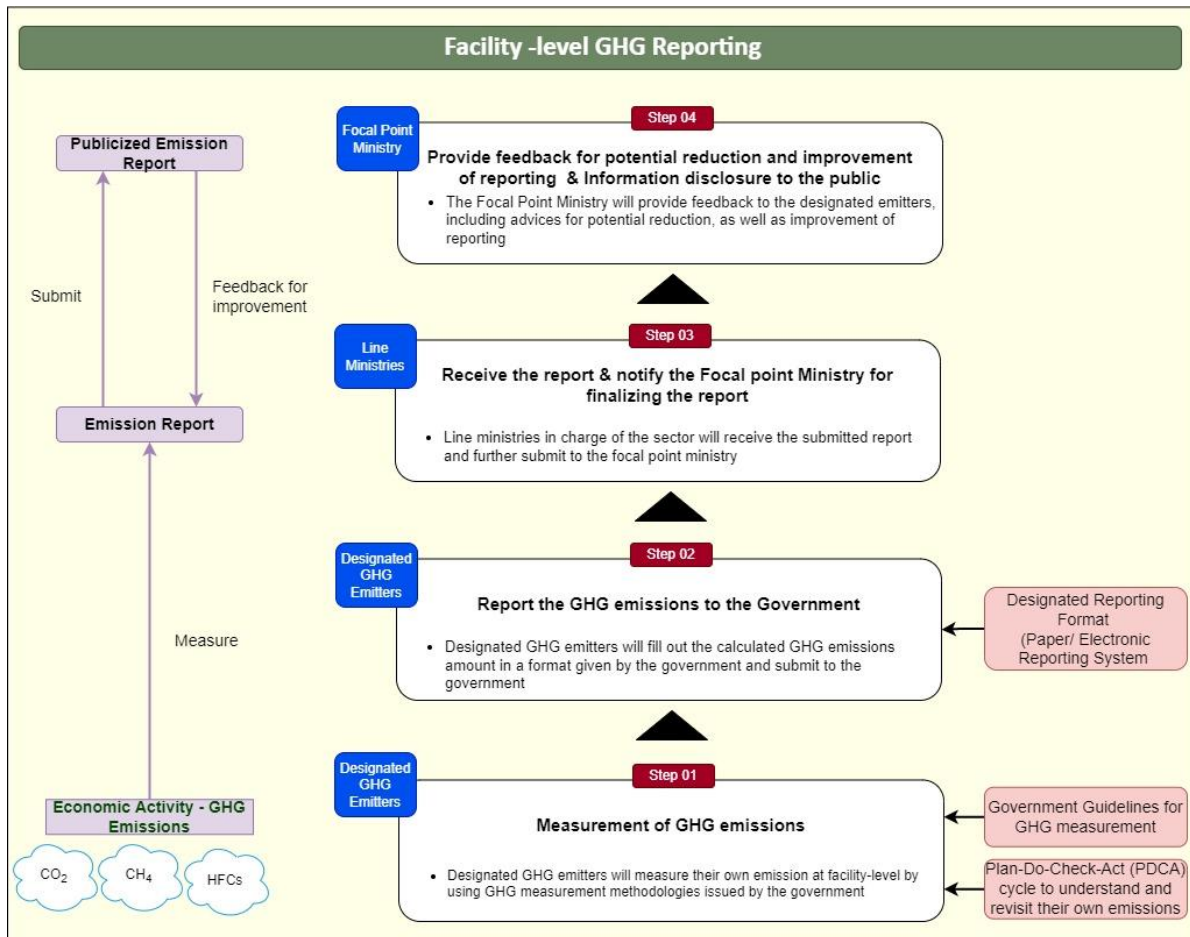 Facility -level GHG Reporting
Publicized Emission
Report
Submit
Feedback for
improvement
Emission Report
Measure
Economic Activity - GHG
Emissions
CO₂
CH₄
HFCs
Focal Point
Ministry
Step 04
Provide feedback for potential reduction and improvement
of reporting & Information disclosure to the public
• The Focal Point Ministry will provide feedback to the designated emitters,
including advices for potential reduction, as well as improvement of
reporting
Line
Ministries
Step 03
Receive the report & notify the Focal point Ministry for
finalizing the report
• Line ministries in charge of the sector will receive the submitted report
and further submit to the focal point ministry
Designated
GHG
Emitters
Step 02
Report the GHG emissions to the Government
• Designated GHG emitters will fill out the calculated GHG emissions
amount in a format given by the government and submit to the
government
Designated Reporting
Format
(Paper/ Electronic
Reporting System
Designated
GHG
Emitters
Step 01
Measurement of GHG emissions
• Designated GHG emitters will measure their own emission at facility-level by
using GHG measurement methodologies issued by the government
Government Guidelines for
GHG measurement
Plan-Do-Check-Act (PDCA)
cycle to understand and
revisit their own emissions